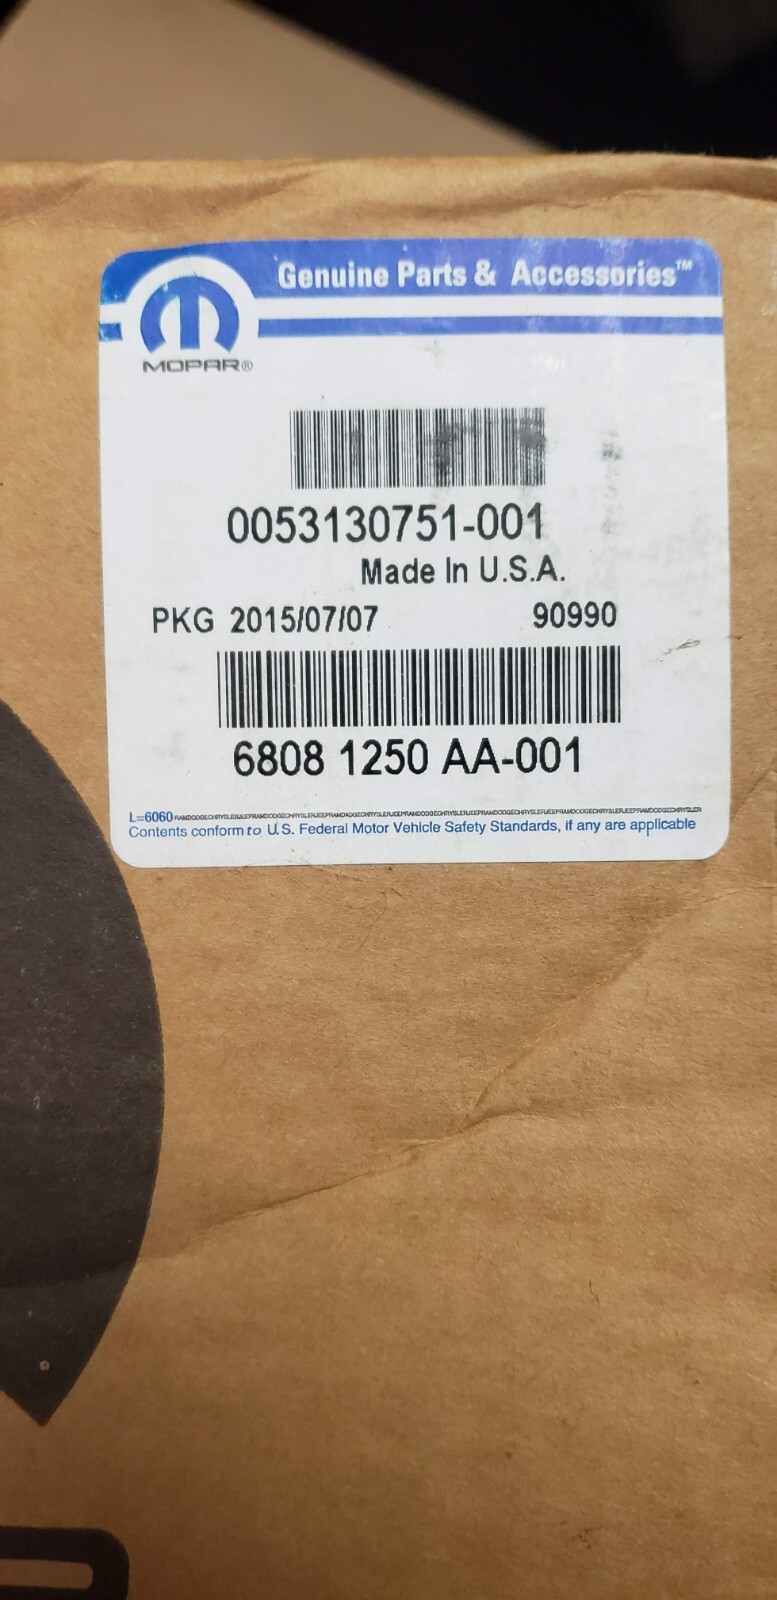 Genuine Parts & Accessories™
MOPAR®
0053130751-001
Made In U.S.A.
PKG 2015/07/07 90990
6808 1250 AA-001
L=6060
Contents conform to U.S. Federal Motor Vehicle Safety Standards, if any are applicable